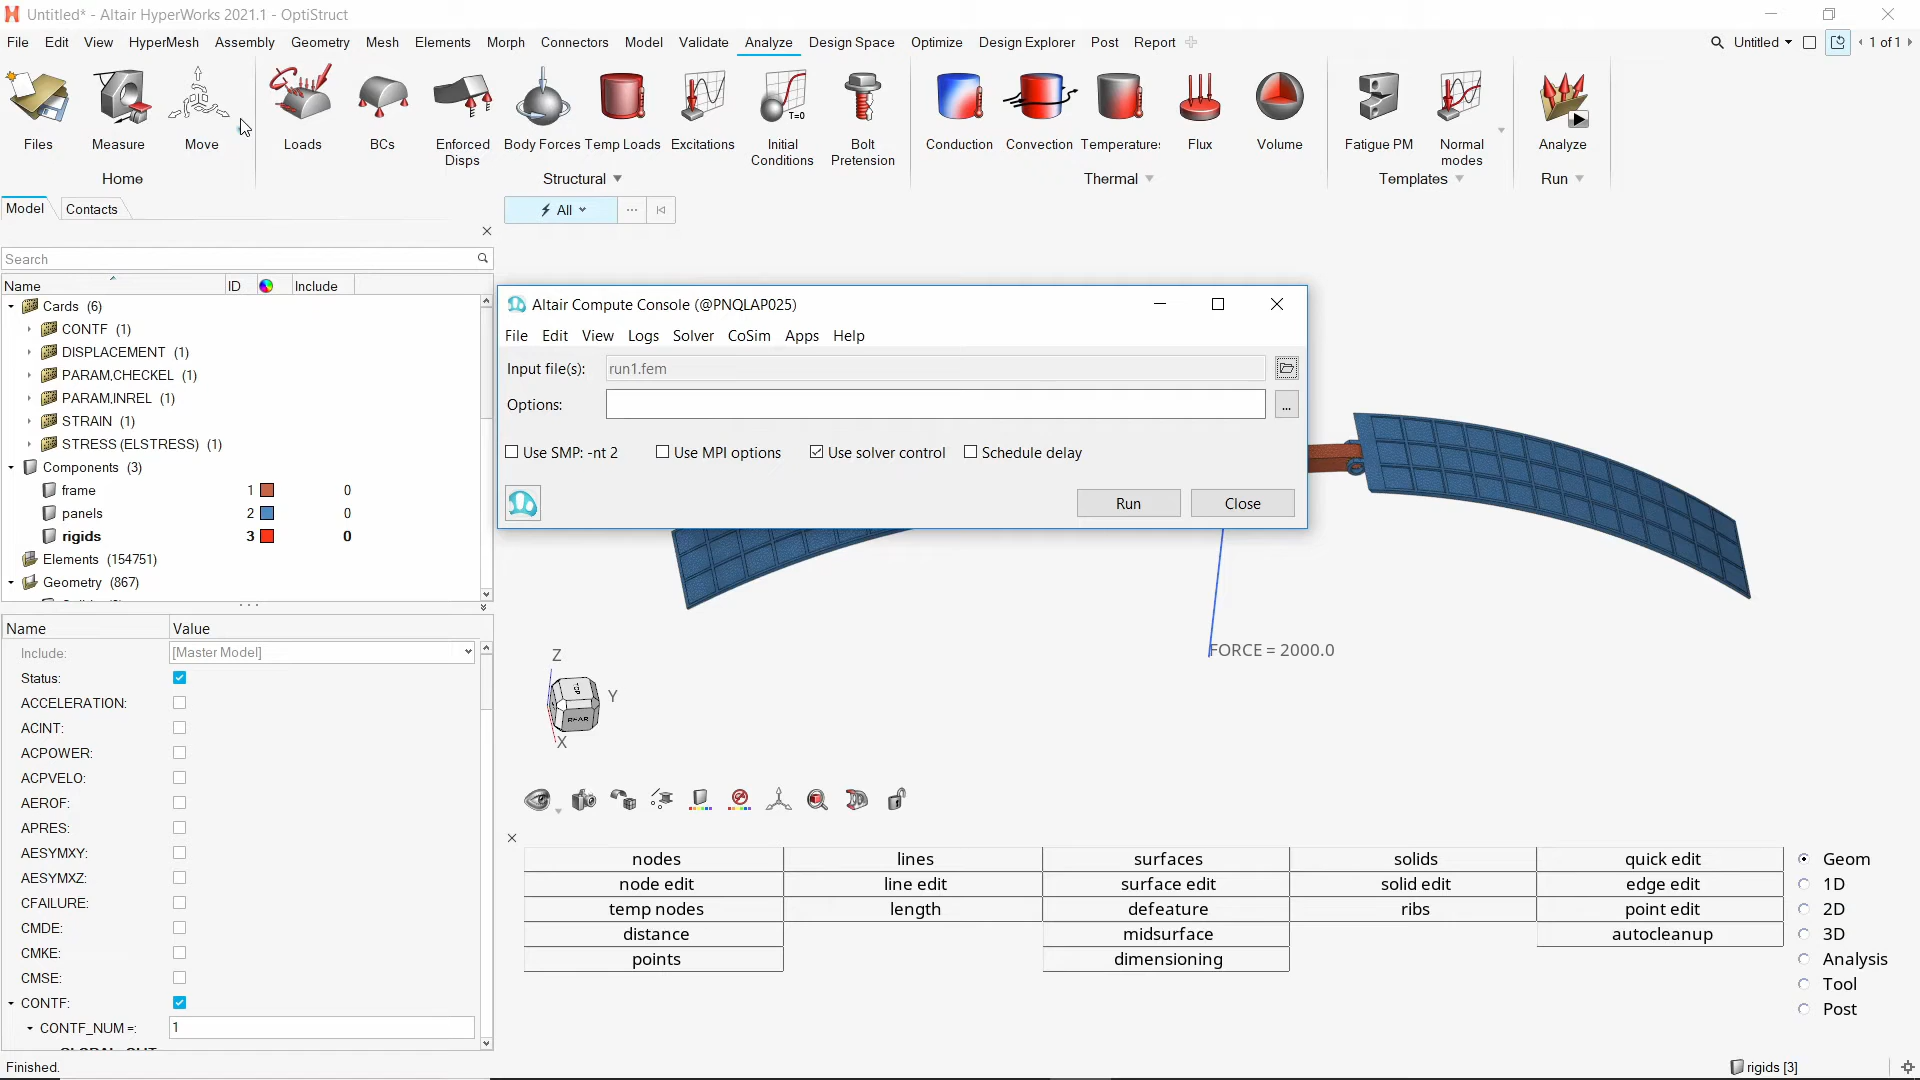 Untitled* - Altair HyperWorks 2021.1 - OptiStruct
File Edit View HyperMesh Assembly Geometry Mesh Elements Morph Connectors Model Validate Analyze Design Space Optimize Design Explorer Post Report
Untitled 1 of 1
Files Measure Move Loads BCs Enforced Disps Body Forces Temp Loads Excitations Initial Conditions Bolt Pretension Conduction Convection Temperature: Flux Volume Fatigue PM Normal modes Analyze
T=0
Home Structural Thermal Templates Run
Model Contacts
All
Search
Name ID Include
Cards (6)
CONTF (1)
DISPLACEMENT (1)
PARAM,CHECKEL (1)
PARAM,INREL (1)
STRAIN (1)
STRESS (ELSTRESS) (1)
Components (3)
frame 1 0
panels 2 0
rigids 3 0
Elements (154751)
Geometry (867)
Name Value
Include: [Master Model]
Status:
ACCELERATION:
ACINT:
ACPOWER:
ACPVELO:
AEROF:
APRES:
AESYMXY:
AESYMXZ:
CFAILURE:
CMDE:
CMKE:
CMSE:
CONTF:
CONTF_NUM =: 1
Finished.
Altair Compute Console (@PNQLAP025)
File Edit View Logs Solver CoSim Apps Help
Input file(s): run1.fem
Options:
...
Use SMP: -nt 2 Use MPI options Use solver control Schedule delay
Run Close
FORCE = 2000.0
Z
Y
X
REAR
nodes lines surfaces solids quick edit
node edit line edit surface edit solid edit edge edit
temp nodes length defeature ribs point edit
distance midsurface autocleanup
points dimensioning
Geom
1D
2D
3D
Analysis
Tool
Post
rigids [3]